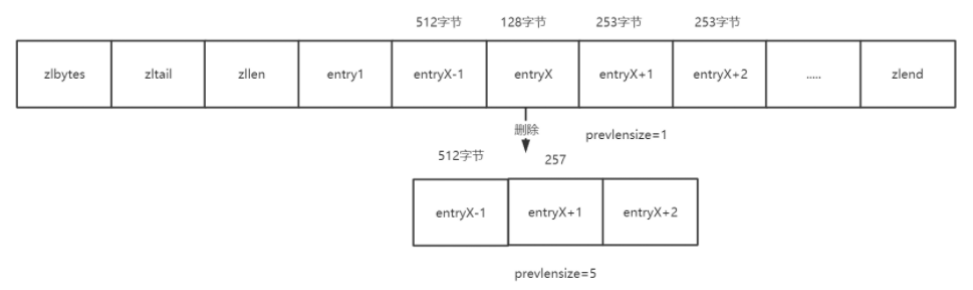 512字节 128字节 253字节 253字节
zlbytes zltail zllen entry1 entryX-1 entryX entryX+1 entryX+2 ..... zlend
删除 prevlensize=1
512字节 257
entryX-1 entryX+1 entryX+2
prevlensize=5